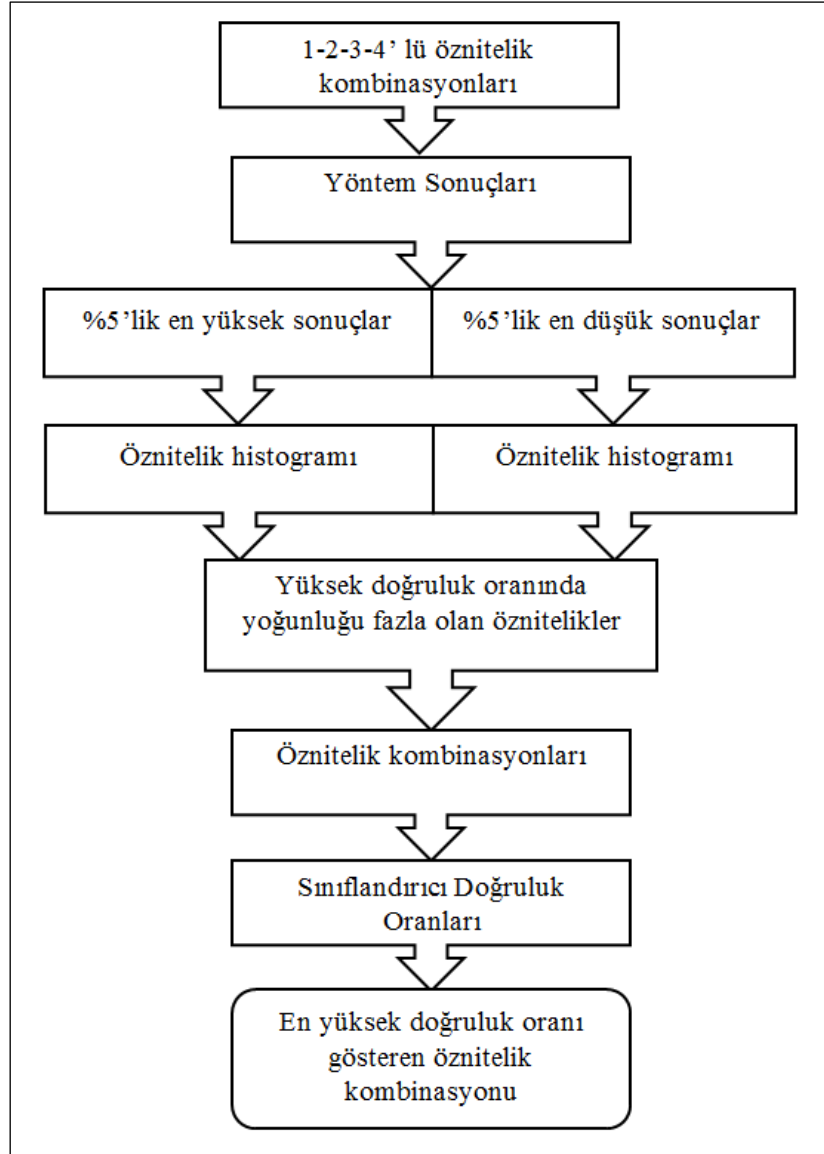 1-2-3-4’ lü öznitelik
kombinasyonları
Yöntem Sonuçları
%5’lik en yüksek sonuçlar
%5’lik en düşük sonuçlar
Öznitelik histogramı
Öznitelik histogramı
Yüksek doğruluk oranında
yoğunluğu fazla olan öznitelikler
Öznitelik kombinasyonları
Sınıflandırıcı Doğruluk
Oranları
En yüksek doğruluk oranı
gösteren öznitelik
kombinasyonu